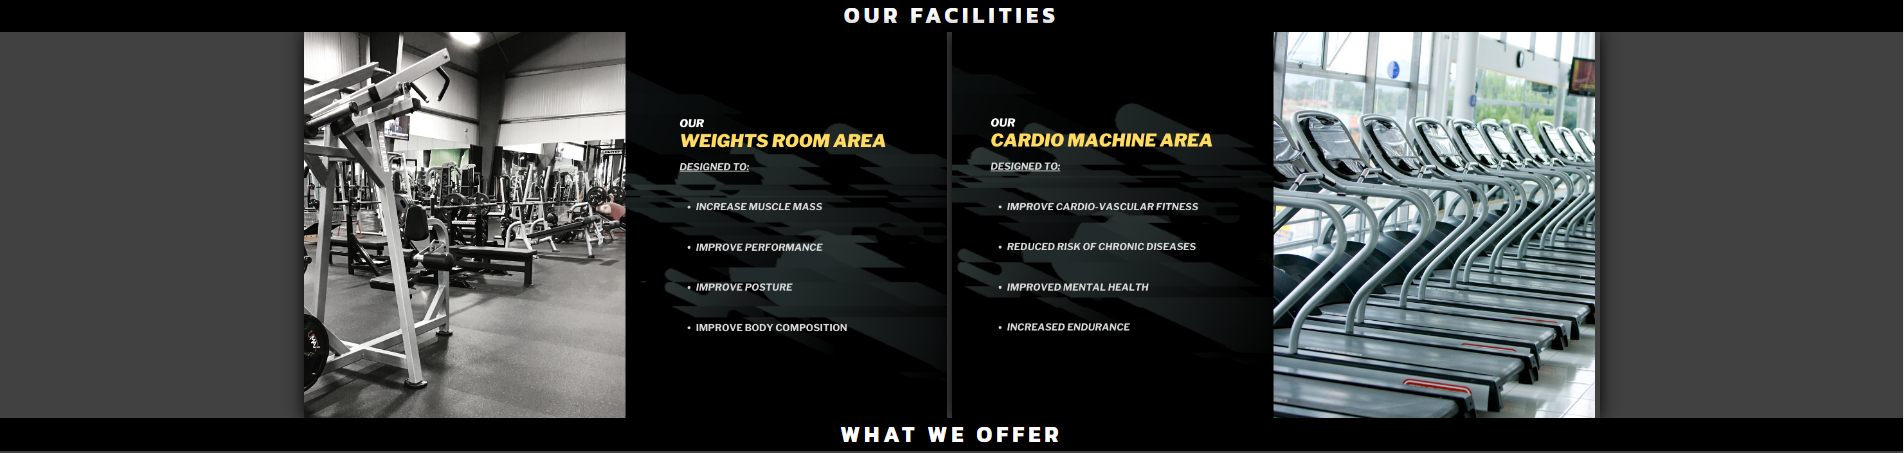 OUR FACILITIES
OUR
WEIGHTS ROOM AREA
DESIGNED TO:
• INCREASE MUSCLE MASS
• IMPROVE PERFORMANCE
• IMPROVE POSTURE
• IMPROVE BODY COMPOSITION
OUR
CARDIO MACHINE AREA
DESIGNED TO:
• IMPROVE CARDIO-VASCULAR FITNESS
• REDUCED RISK OF CHRONIC DISEASES
• IMPROVED MENTAL HEALTH
• INCREASED ENDURANCE
WHAT WE OFFER